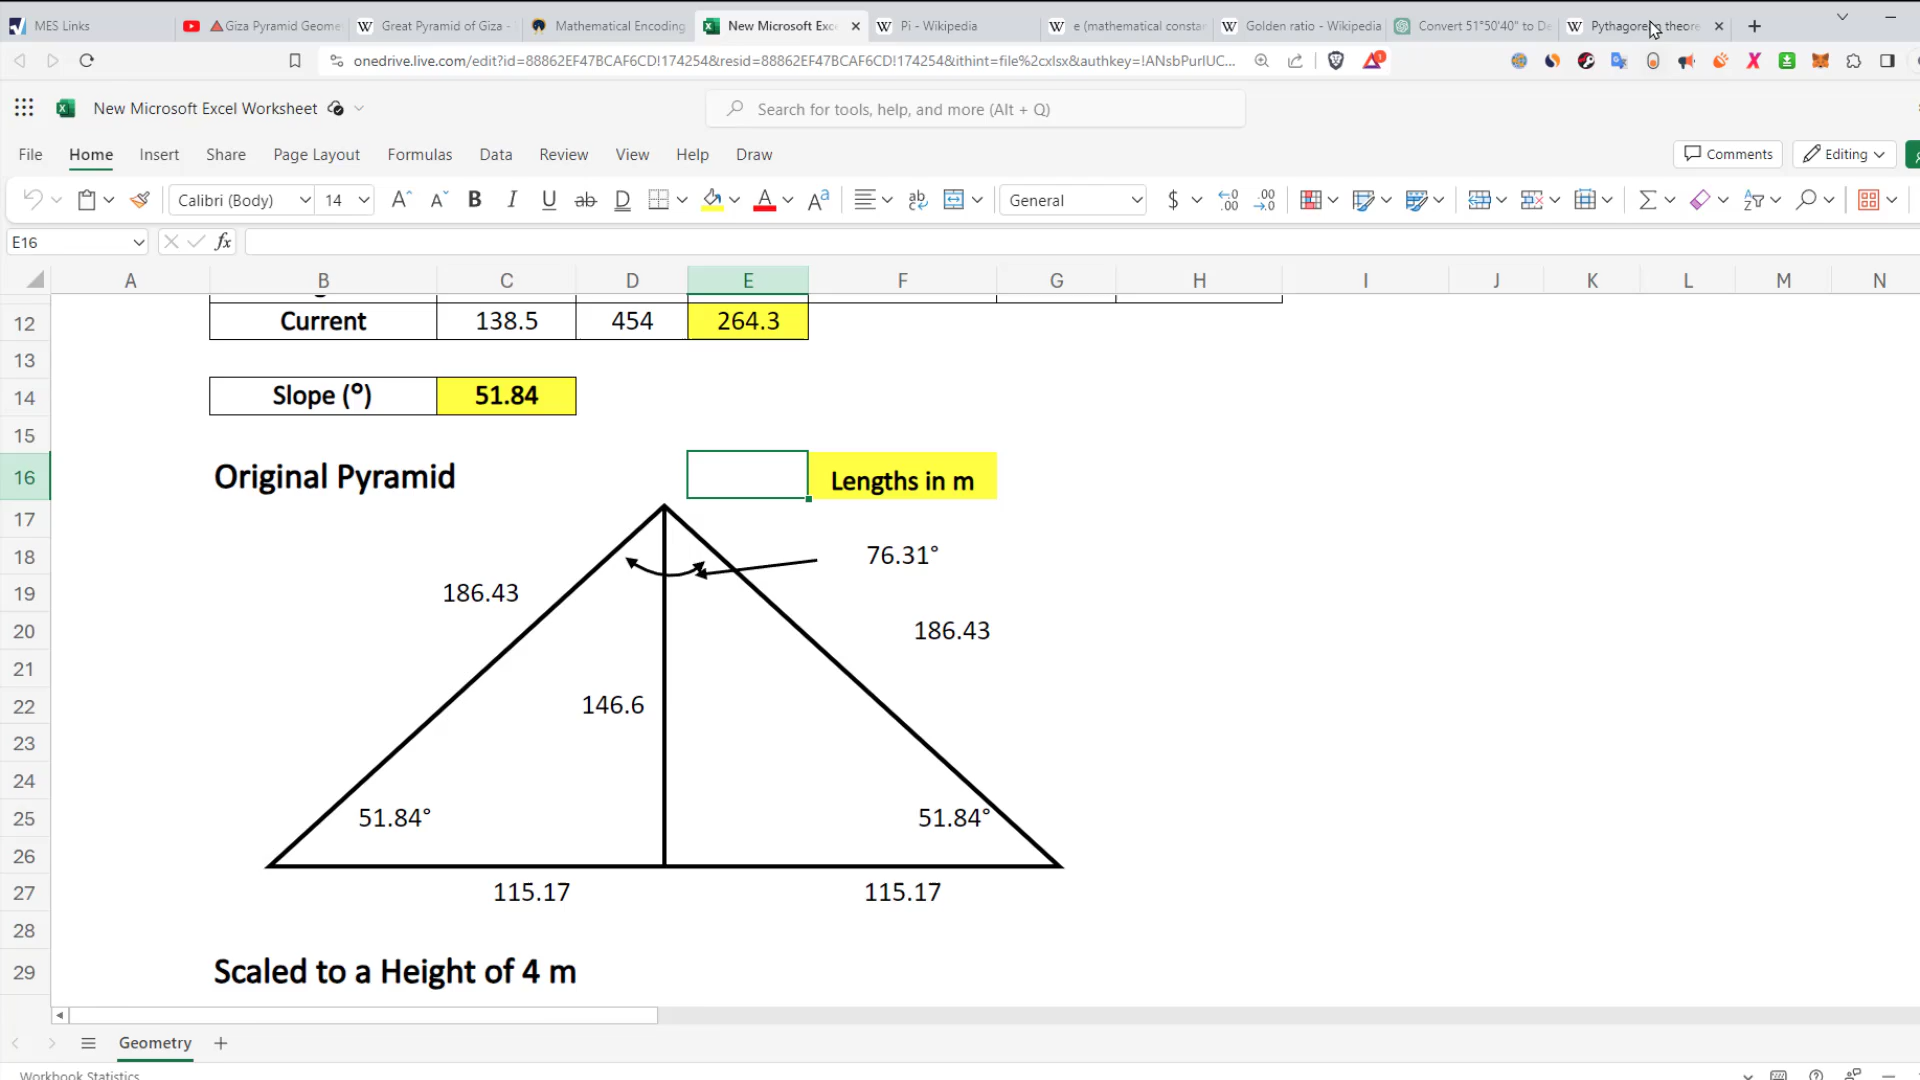 MES Links
Giza Pyramid Geome
Great Pyramid of Giza -
Mathematical Encoding
New Microsoft Exc
Pi - Wikipedia
e (mathematical constar
Golden ratio - Wikipedia
Convert 51°50'40" to De
theore
onedrive.live.com/edit?id=88862EF47BCAF6CD!174254&resid=88862EF47BCAF6CD!174254&ithint=file%2cxlsx&authkey=!ANsbPurlUC...
1
New Microsoft Excel Worksheet
Search for tools, help, and more (Alt + Q)
File Home Insert Share Page Layout Formulas Data Review View Help Draw
Comments
Editing
Calibri (Body)
14
General
E16
A B C D E F G H I J K L M N
12 Current 138.5 454 264.3
13
14 Slope (°) 51.84
15
16 Original Pyramid Lengths in m
17
18 76.31°
19 186.43
20 186.43
21
22 146.6
23
24
25 51.84° 51.84°
26
27 115.17 115.17
28
29 Scaled to a Height of 4 m
Geometry
Workbook Statistics